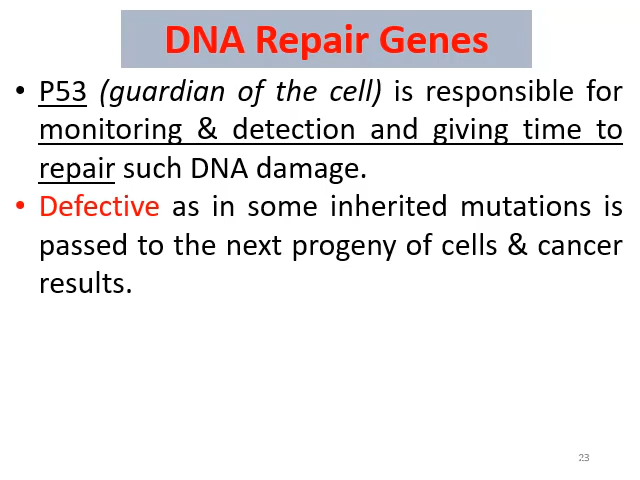 DNA Repair Genes
• P53 (guardian of the cell) is responsible for
monitoring & detection and giving time to
repair such DNA damage.
• Defective as in some inherited mutations is
passed to the next progeny of cells & cancer
results.
23